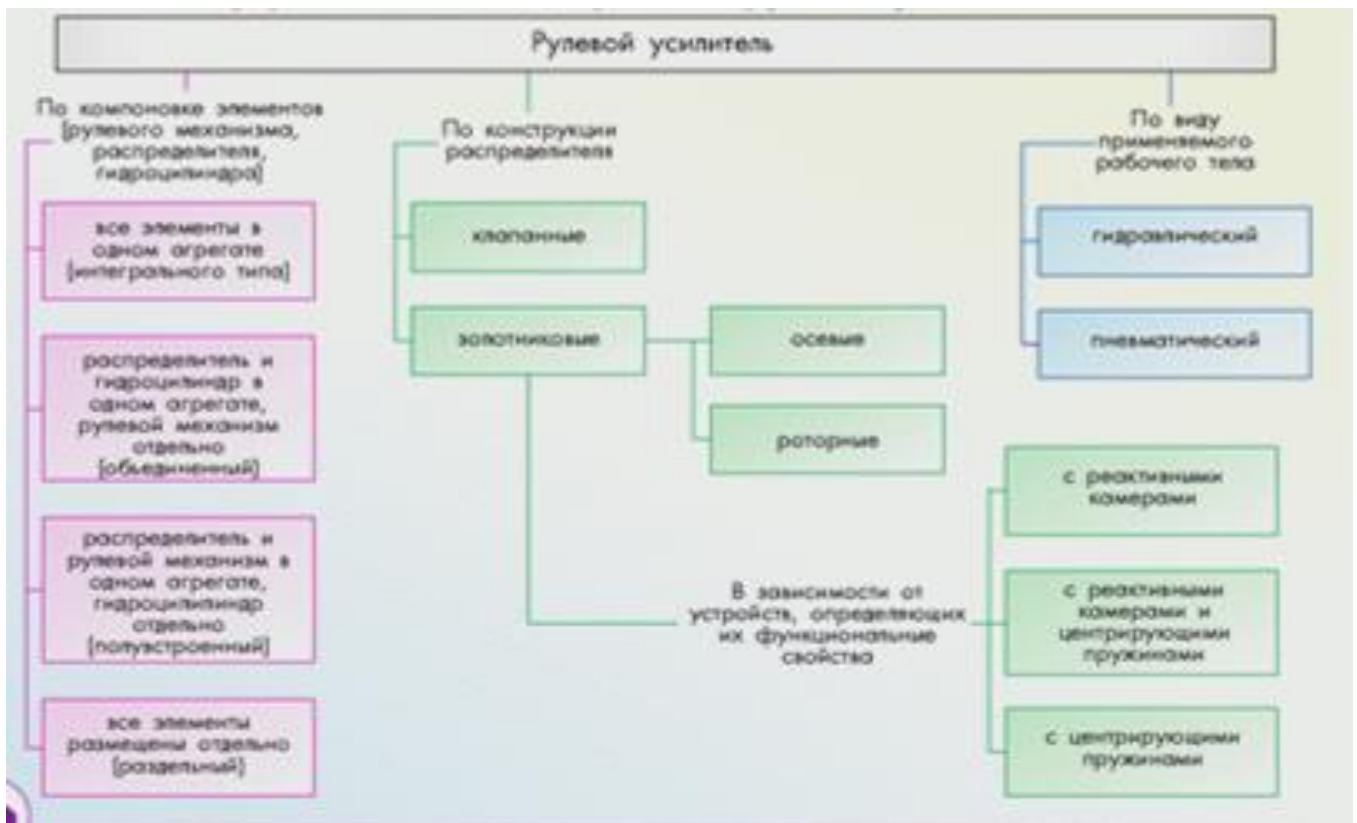 Рулевой усилитель
По компоновке элементов
(рулевого механизма,
распределителя,
гидроцилиндра)
все элементы в
одном агрегате
(интегрального типа)
распределитель и
гидроцилиндр в
одном агрегате,
рулевой механизм
отдельно
(объединенный)
распределитель и
рулевой механизм в
одном агрегате,
гидроцилиндр
отдельно
(полувстроенный)
все элементы
размещены отдельно
(раздельный)
По конструкции
распределителя
клапанные
золотниковые
осевые
роторные
В зависимости от
устройств, определяющих
их функциональные
свойства
с реактивными
камерами
с реактивными
камерами и
центрирующими
пружинами
с центрирующими
пружинами
По виду
применяемого
рабочего тела
гидравлический
пневматический